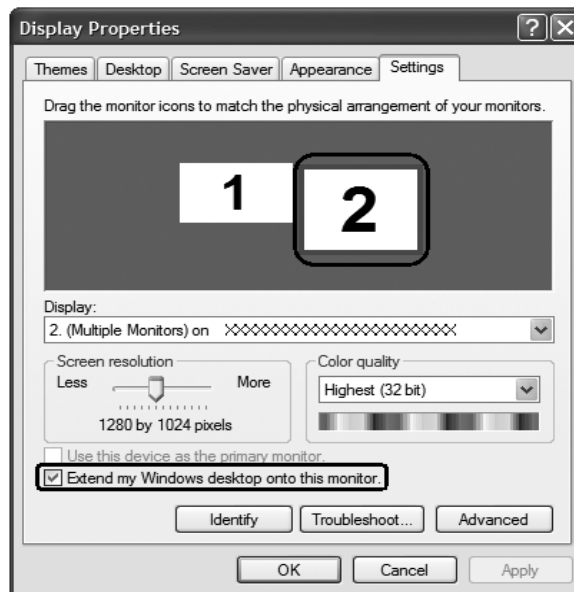 Display Properties
Themes Desktop Screen Saver Appearance Settings
Drag the monitor icons to match the physical arrangement of your monitors.
1 2
Display:
2. (Multiple Monitors) on XXXXXXXXXXXXXXXXXXXXXXX
Screen resolution Color quality
Less More Highest (32 bit)
1280 by 1024 pixels
Use this device as the primary monitor.
Extend my Windows desktop onto this monitor.
Identify Troubleshoot... Advanced
OK Cancel Apply